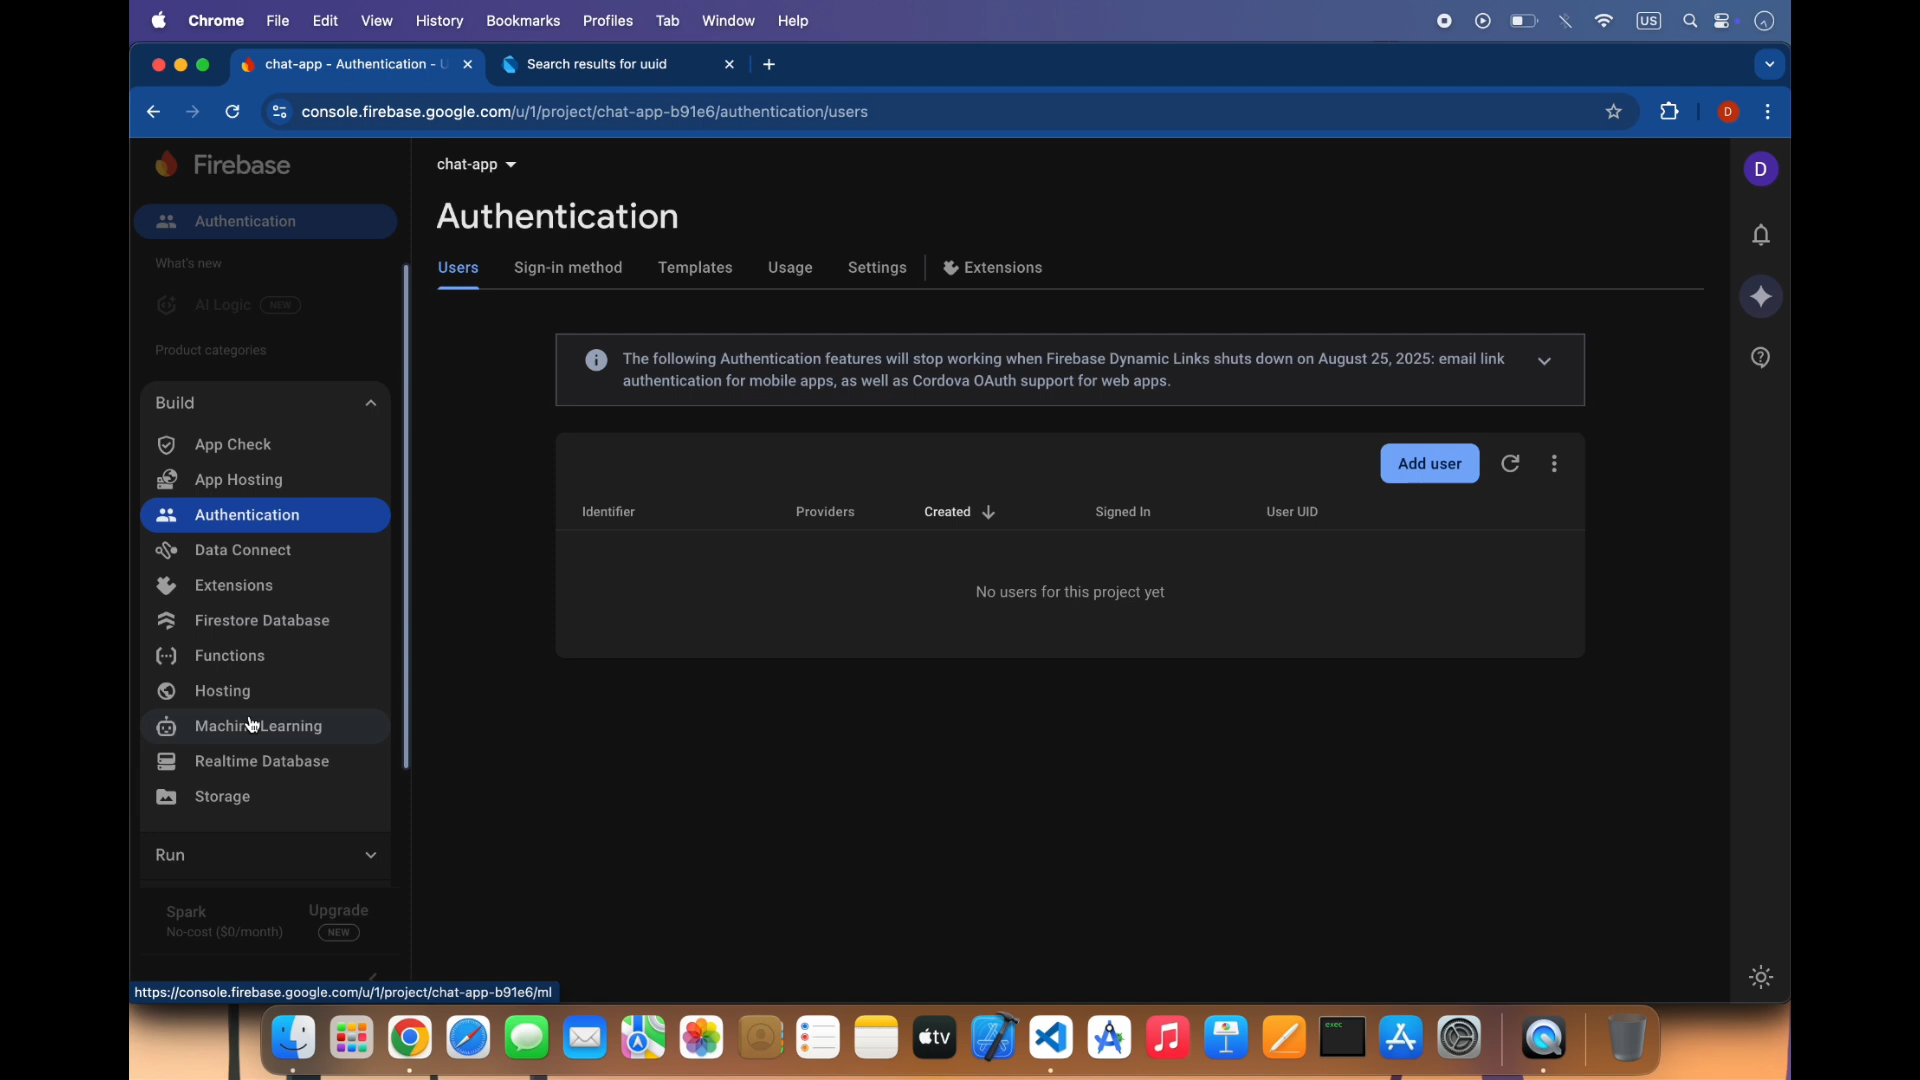 Chrome File Edit View History Bookmarks Profiles Tab Window Help US
chat-app - Authentication - U Search results for uuid
console.firebase.google.com/u/1/project/chat-app-b91e6/authentication/users D
Firebase
Authentication
What's new
AI Logic NEW
Product categories
Build
App Check
App Hosting
Authentication
Data Connect
Extensions
Firestore Database
Functions
Hosting
Machine Learning
Realtime Database
Storage
Run
Spark Upgrade
No-cost ($0/month) NEW
https://console.firebase.google.com/u/1/project/chat-app-b91e6/ml
chat-app
Authentication
Users Sign-in method Templates Usage Settings Extensions
The following Authentication features will stop working when Firebase Dynamic Links shuts down on August 25, 2025: email link
authentication for mobile apps, as well as Cordova OAuth support for web apps.
Add user
Identifier Providers Created Signed In User UID
No users for this project yet
D
tv exec